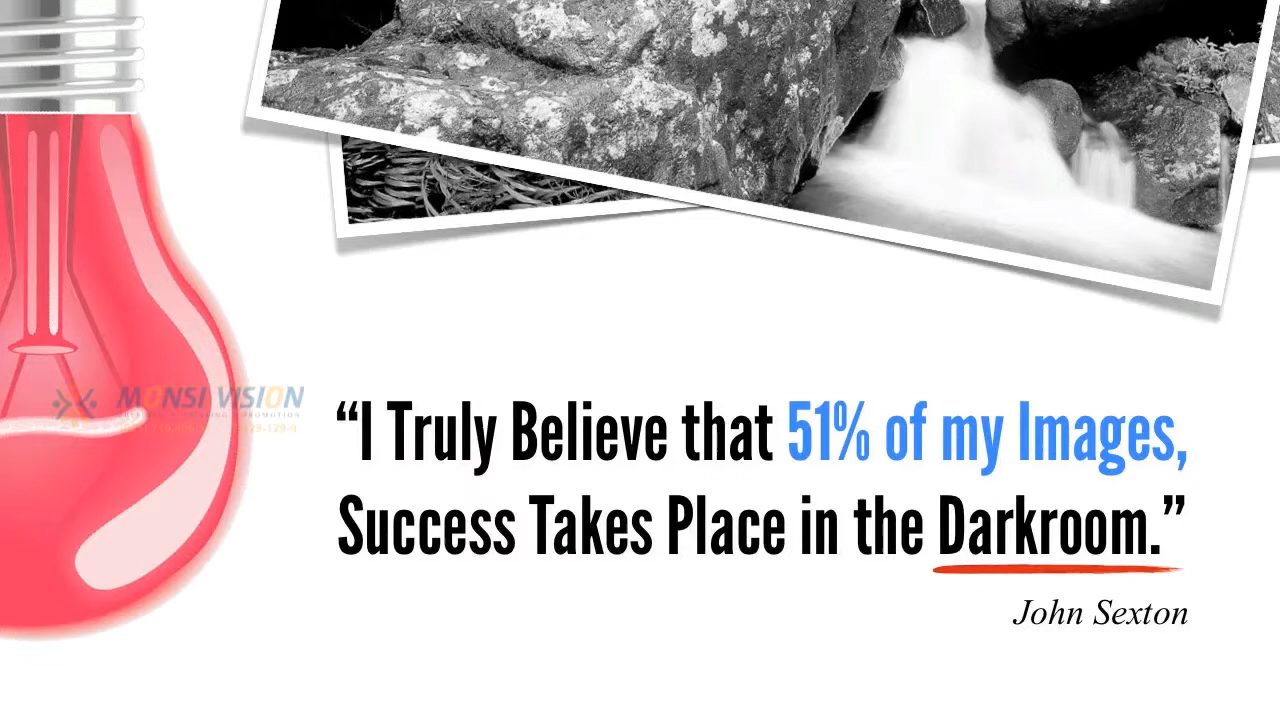 MONSI VISION
“I Truly Believe that 51% of my Images,
Success Takes Place in the Darkroom.”
John Sexton